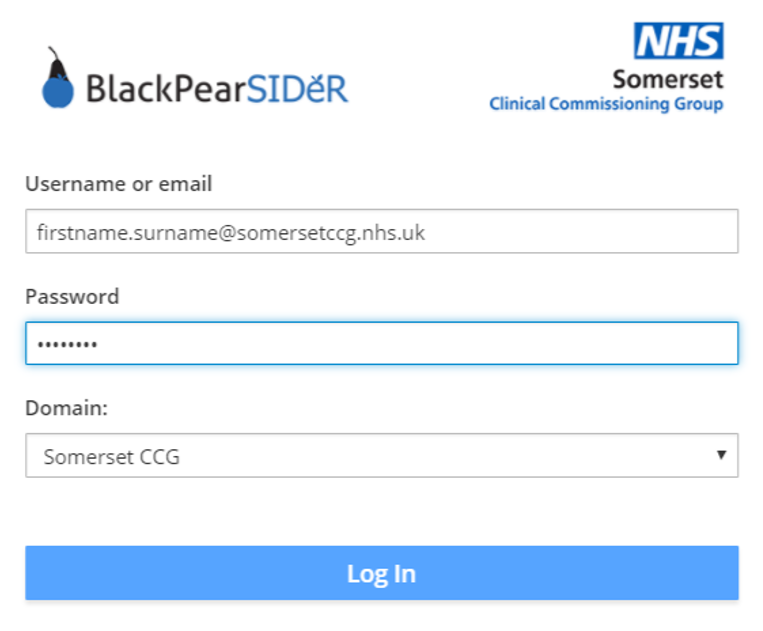 BlackPearSIDěR
NHS
Somerset
Clinical Commissioning Group
Username or email
firstname.surname@somersetccg.nhs.uk
Password
••••••••
Domain:
Somerset CCG
Log In